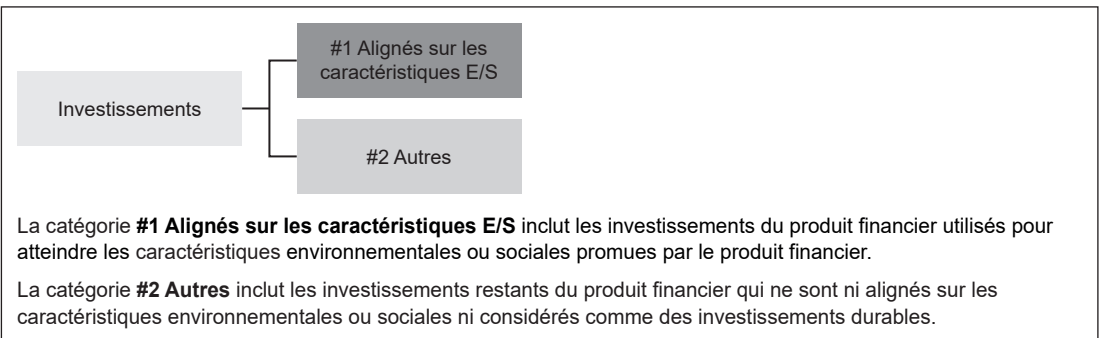 #1 Alignés sur les
caractéristiques E/S
Investissements
#2 Autres
La catégorie #1 Alignés sur les caractéristiques E/S inclut les investissements du produit financier utilisés pour
atteindre les caractéristiques environnementales ou sociales promues par le produit financier.
La catégorie #2 Autres inclut les investissements restants du produit financier qui ne sont ni alignés sur les
caractéristiques environnementales ou sociales ni considérés comme des investissements durables.